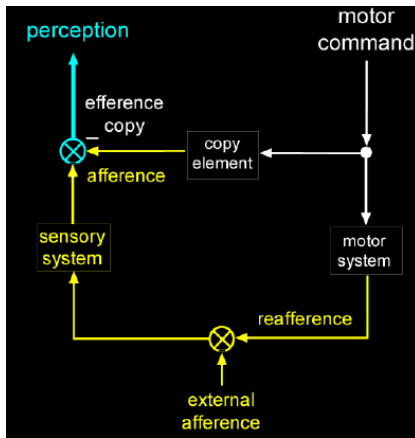 perception
motor
command
efference
_ copy
copy
element
afference
sensory
system
motor
system
reafference
external
afference